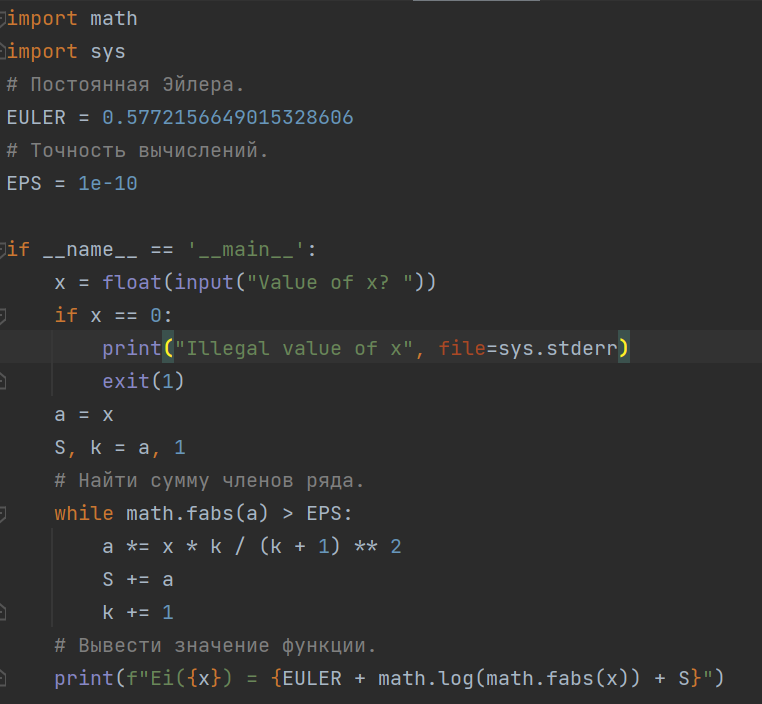 import math
import sys
# Постоянная Эйлера.
EULER = 0.5772156649015328606
# Точность вычислений.
EPS = 1e-10
if __name__ == '__main__':
    x = float(input("Value of x? "))
    if x == 0:
        print("Illegal value of x", file=sys.stderr)
        exit(1)
    a = x
    S, k = a, 1
    # Найти сумму членов ряда.
    while math.fabs(a) > EPS:
        a *= x * k / (k + 1) ** 2
        S += a
        k += 1
    # Вывести значение функции.
    print(f"Ei({x}) = {EULER + math.log(math.fabs(x)) + S}")